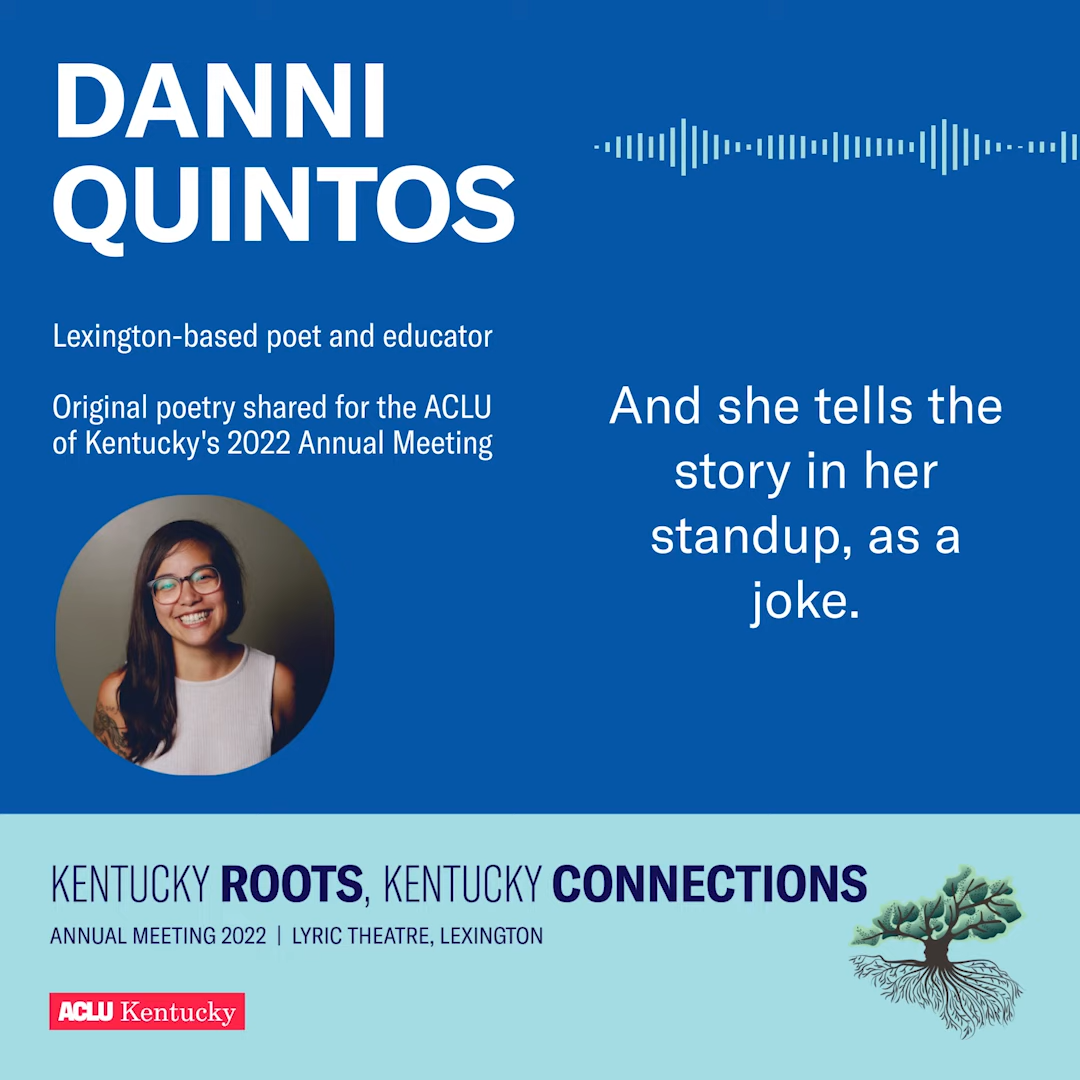 DANNI
QUINTOS
Lexington-based poet and educator
Original poetry shared for the ACLU
of Kentucky's 2022 Annual Meeting
And she tells the
story in her
standup, as a
joke.
KENTUCKY ROOTS, KENTUCKY CONNECTIONS
ANNUAL MEETING 2022 | LYRIC THEATRE, LEXINGTON
ACLU Kentucky